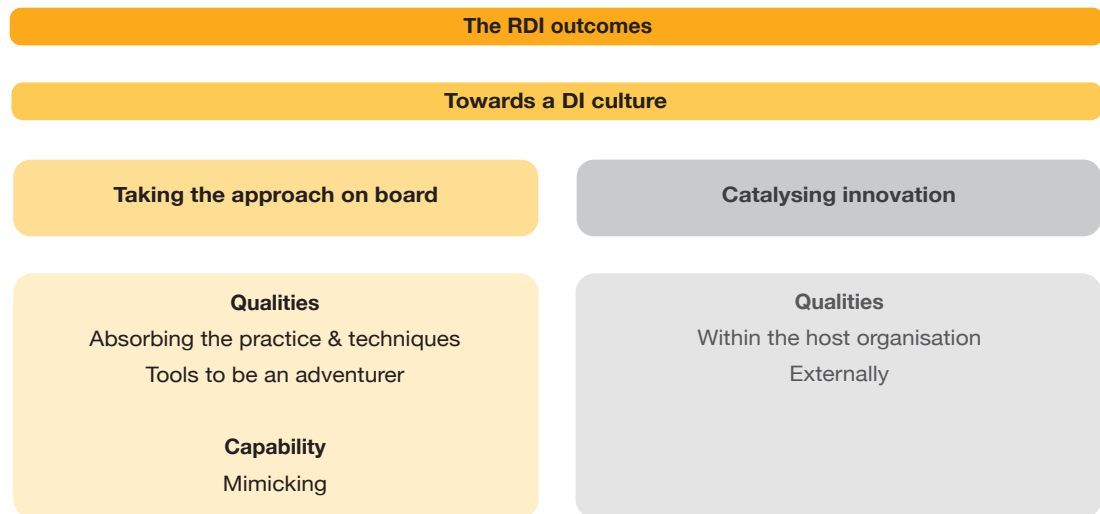 The RDI outcomes
Towards a DI culture
Taking the approach on board
Catalysing innovation
Qualities
Absorbing the practice & techniques
Tools to be an adventurer
Capability
Mimicking
Qualities
Within the host organisation
Externally